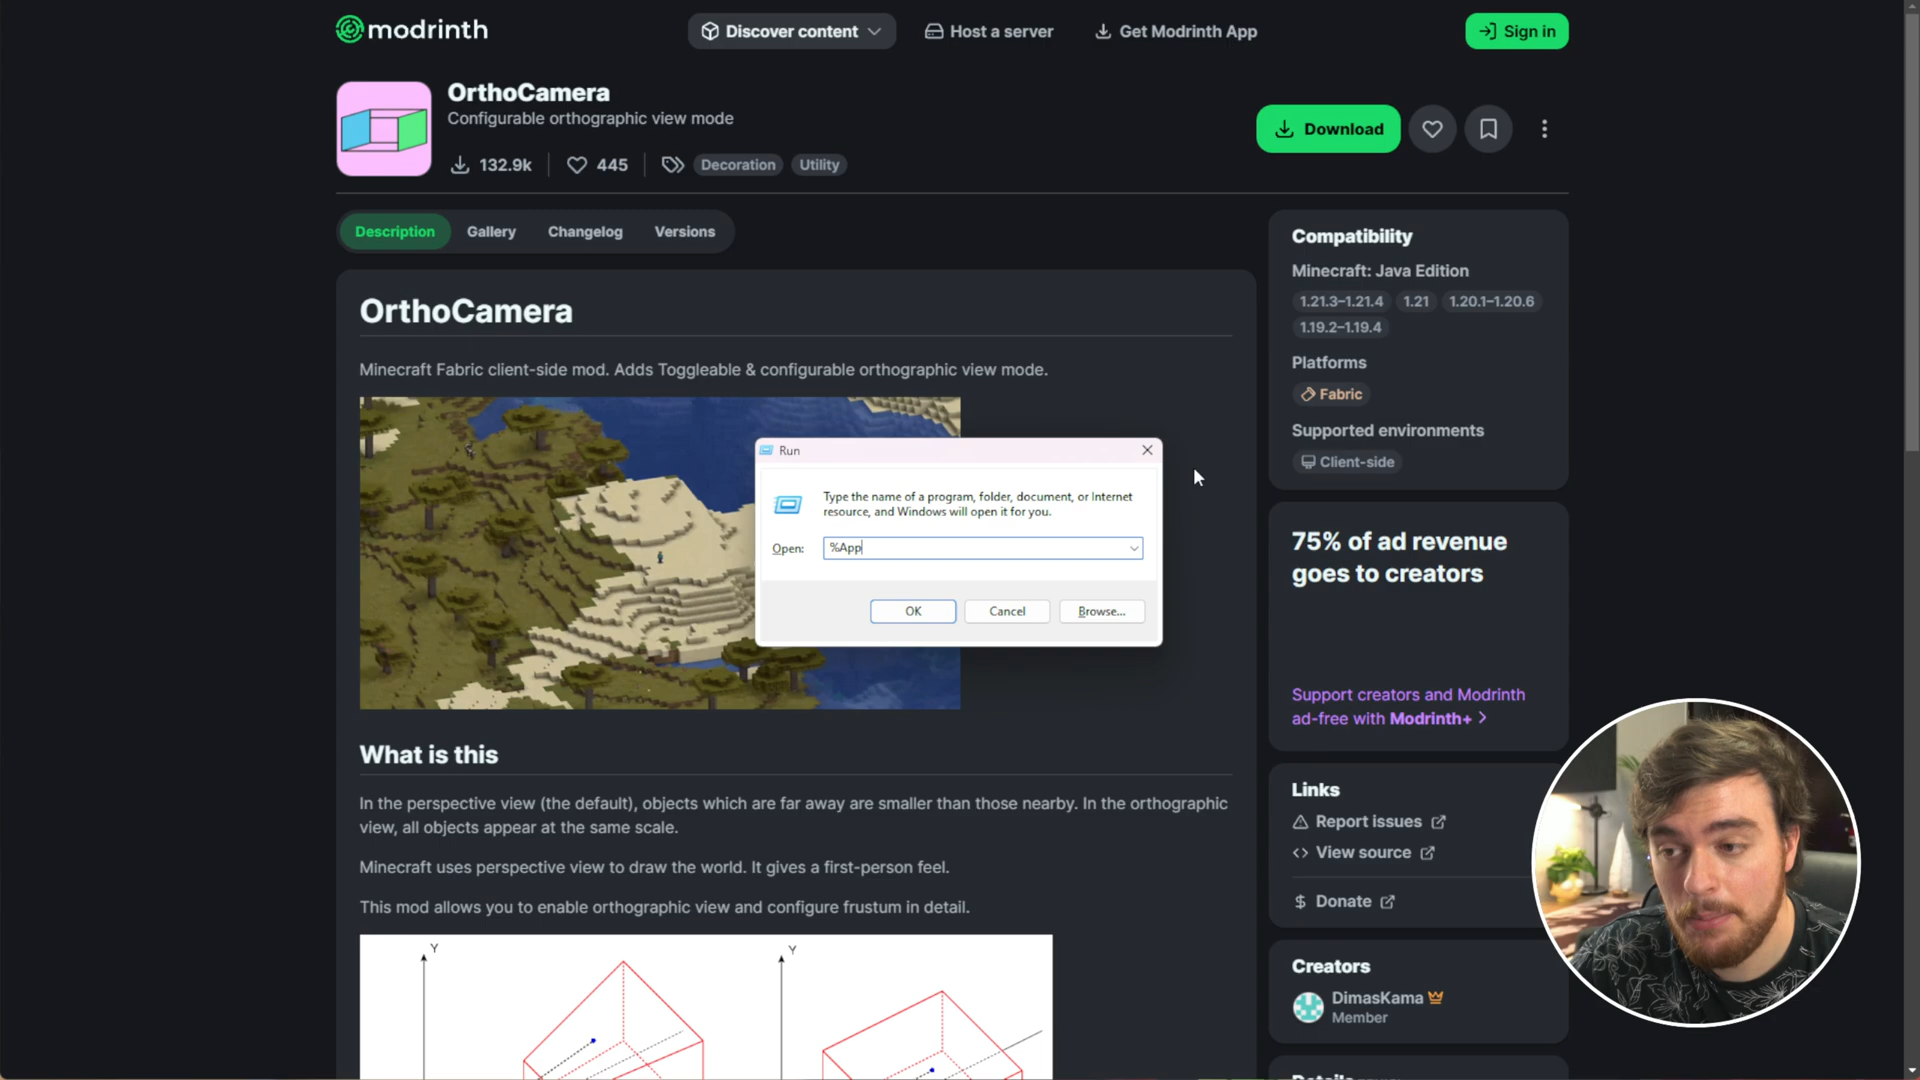 modrinth
Discover content
Host a server
Get Modrinth App
Sign in
OrthoCamera
Configurable orthographic view mode
132.9k
445
Decoration
Utility
Download
Description
Gallery
Changelog
Versions
OrthoCamera
Minecraft Fabric client-side mod. Adds Toggleable & configurable orthographic view mode.
Run
Type the name of a program, folder, document, or Internet
resource, and Windows will open it for you.
Open:
%App
OK
Cancel
Browse...
What is this
In the perspective view (the default), objects which are far away are smaller than those nearby. In the orthographic
view, all objects appear at the same scale.
Minecraft uses perspective view to draw the world. It gives a first-person feel.
This mod allows you to enable orthographic view and configure frustum in detail.
Y
Y
Compatibility
Minecraft: Java Edition
1.21.3–1.21.4
1.21
1.20.1–1.20.6
1.19.2–1.19.4
Platforms
Fabric
Supported environments
Client-side
75% of ad revenue
goes to creators
Support creators and Modrinth
ad-free with Modrinth+
Links
Report issues
View source
$ Donate
Creators
DimasKama
Member